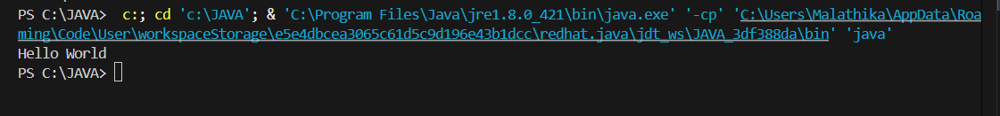 PS C:\JAVA>  c:; cd 'c:\JAVA'; & 'C:\Program Files\Java\jre1.8.0_421\bin\java.exe' '-cp' 'C:\Users\Malathika\AppData\Roa
ming\Code\User\workspaceStorage\e5e4dbcea3065c61d5c9d196e43b1dcc\redhat.java\jdt_ws\JAVA_3df388da\bin' 'java'
Hello World
PS C:\JAVA>